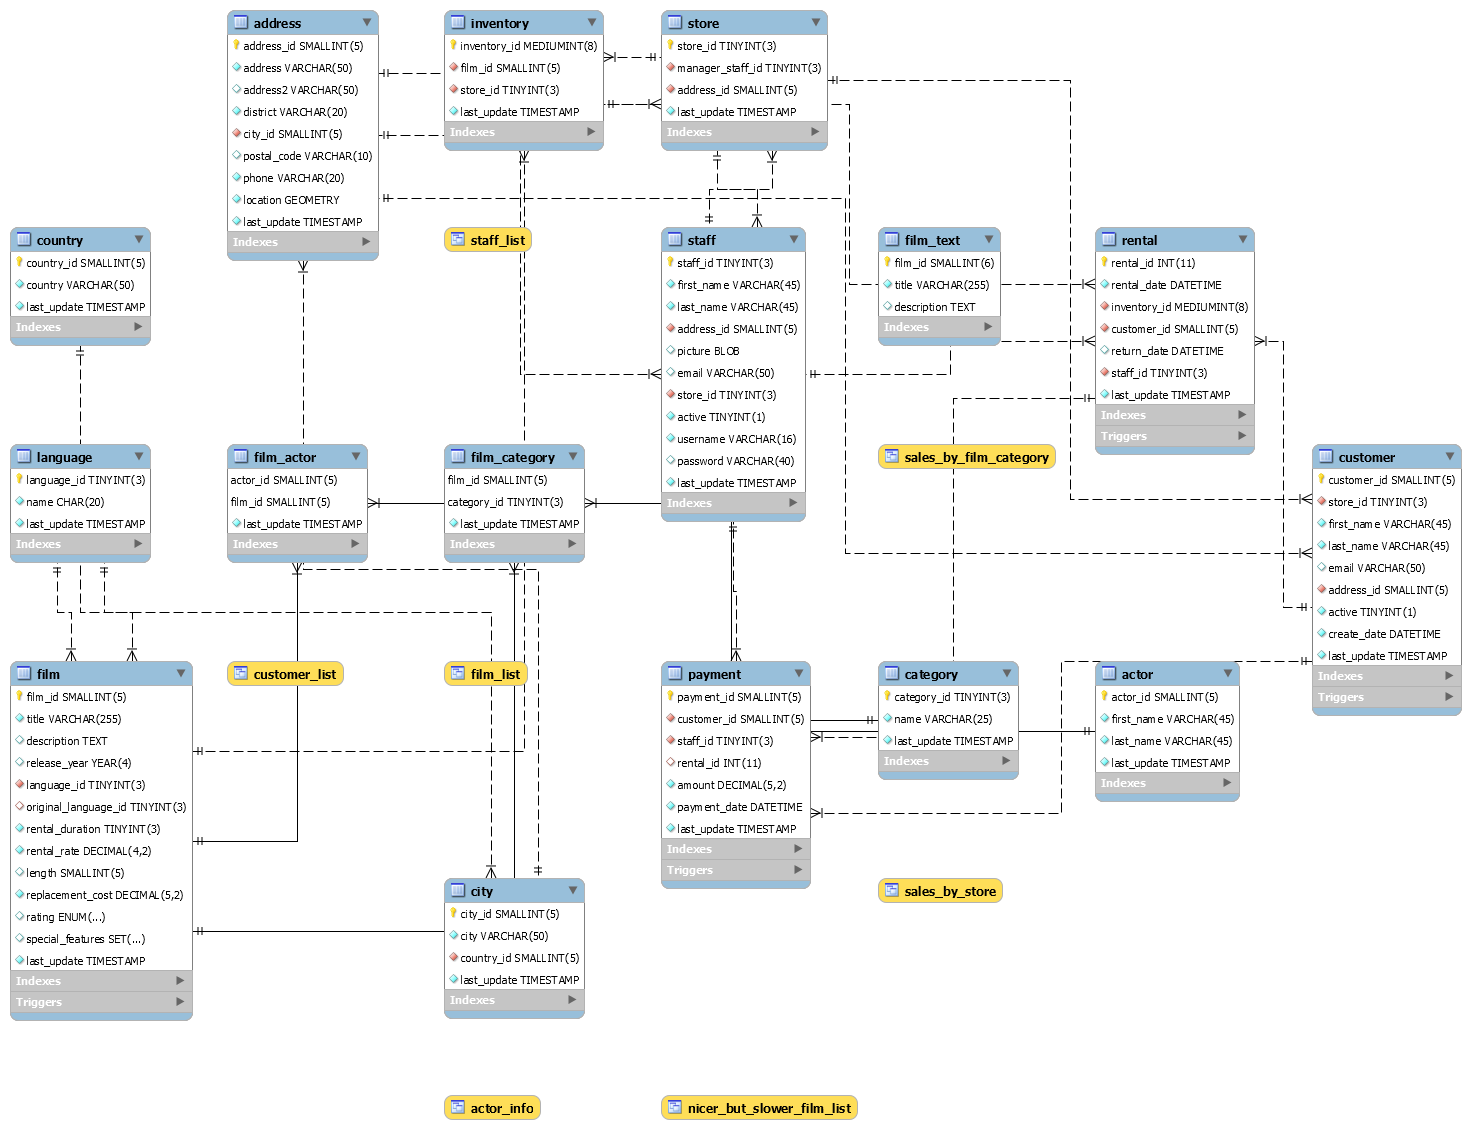 address
address_id SMALLINT(5)
address VARCHAR(50)
address2 VARCHAR(50)
district VARCHAR(20)
city_id SMALLINT(5)
postal_code VARCHAR(10)
phone VARCHAR(20)
location GEOMETRY
last_update TIMESTAMP
Indexes
inventory
inventory_id MEDIUMINT(8)
film_id SMALLINT(5)
store_id TINYINT(3)
last_update TIMESTAMP
Indexes
store
store_id TINYINT(3)
manager_staff_id TINYINT(3)
address_id SMALLINT(5)
last_update TIMESTAMP
Indexes
country
country_id SMALLINT(5)
country VARCHAR(50)
last_update TIMESTAMP
Indexes
staff_list
staff
staff_id TINYINT(3)
first_name VARCHAR(45)
last_name VARCHAR(45)
address_id SMALLINT(5)
picture BLOB
email VARCHAR(50)
store_id TINYINT(3)
active TINYINT(1)
username VARCHAR(16)
password VARCHAR(40)
last_update TIMESTAMP
Indexes
film_text
film_id SMALLINT(6)
title VARCHAR(255)
description TEXT
Indexes
rental
rental_id INT(11)
rental_date DATETIME
inventory_id MEDIUMINT(8)
customer_id SMALLINT(5)
return_date DATETIME
staff_id TINYINT(3)
last_update TIMESTAMP
Indexes
Triggers
language
language_id TINYINT(3)
name CHAR(20)
last_update TIMESTAMP
Indexes
film_actor
actor_id SMALLINT(5)
film_id SMALLINT(5)
last_update TIMESTAMP
Indexes
film_category
film_id SMALLINT(5)
category_id TINYINT(3)
last_update TIMESTAMP
Indexes
sales_by_film_category
customer
customer_id SMALLINT(5)
store_id TINYINT(3)
first_name VARCHAR(45)
last_name VARCHAR(45)
email VARCHAR(50)
address_id SMALLINT(5)
active TINYINT(1)
create_date DATETIME
last_update TIMESTAMP
Indexes
Triggers
film
film_id SMALLINT(5)
title VARCHAR(255)
description TEXT
release_year YEAR(4)
language_id TINYINT(3)
original_language_id TINYINT(3)
rental_duration TINYINT(3)
rental_rate DECIMAL(4,2)
length SMALLINT(5)
replacement_cost DECIMAL(5,2)
rating ENUM(...)
special_features SET(...)
last_update TIMESTAMP
Indexes
Triggers
customer_list
film_list
payment
payment_id SMALLINT(5)
customer_id SMALLINT(5)
staff_id TINYINT(3)
rental_id INT(11)
amount DECIMAL(5,2)
payment_date DATETIME
last_update TIMESTAMP
Indexes
Triggers
category
category_id TINYINT(3)
name VARCHAR(25)
last_update TIMESTAMP
Indexes
actor
actor_id SMALLINT(5)
first_name VARCHAR(45)
last_name VARCHAR(45)
last_update TIMESTAMP
Indexes
city
city_id SMALLINT(5)
city VARCHAR(50)
country_id SMALLINT(5)
last_update TIMESTAMP
Indexes
sales_by_store
actor_info
nicer_but_slower_film_list